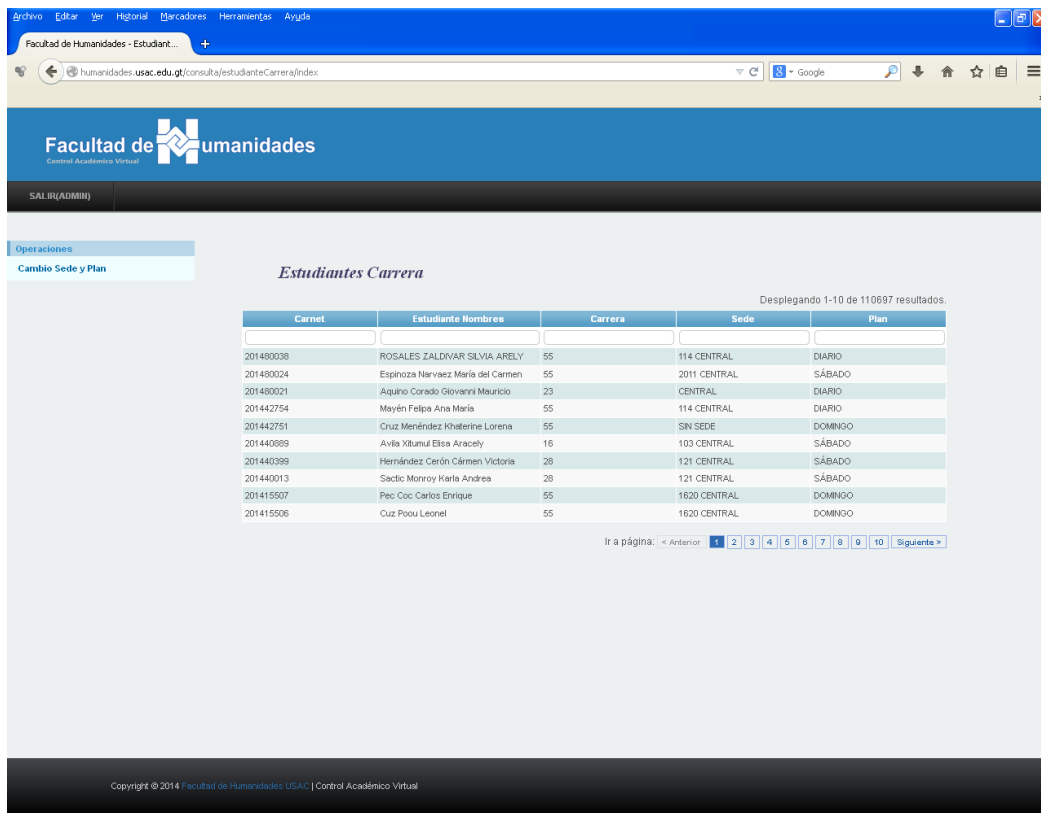 Archivo Editar Ver Historial Marcadores Herramientas Ayuda
Facultad de Humanidades - Estudiant... +
humanidades.usac.edu.gt/consulta/estudianteCarrera/index 8 Google
Facultad de Humanidades
Control Académico Virtual
SALIR(ADMIN)
Operaciones
Cambio Sede y Plan
Estudiantes Carrera
Desplegando 1-10 de 110697 resultados.
Carnet Estudiante Nombres Carrera Sede Plan
201480038 ROSALES ZALDIVAR SILVIA ARELY 55 114 CENTRAL DIARIO
201480024 Espinoza Narvaez María del Carmen 55 2011 CENTRAL SÁBADO
201480021 Aquino Corado Giovanni Mauricio 23 CENTRAL DIARIO
201442754 Mayén Felipa Ana María 55 114 CENTRAL DIARIO
201442751 Cruz Menéndez Khaterine Lorena 55 SIN SEDE DOMINGO
201440889 Avila Xitumul Elisa Aracely 16 103 CENTRAL SÁBADO
201440399 Hernández Cerón Cármen Victoria 28 121 CENTRAL SÁBADO
201440013 Sactic Monroy Karla Andrea 28 121 CENTRAL SÁBADO
201415507 Pec Coc Carlos Enrique 55 1620 CENTRAL DOMINGO
201415506 Cuz Poou Leonel 55 1620 CENTRAL DOMINGO
Ir a página: < Anterior 1 2 3 4 5 6 7 8 9 10 Siguiente >
Copyright © 2014 Facultad de Humanidades USAC | Control Académico Virtual